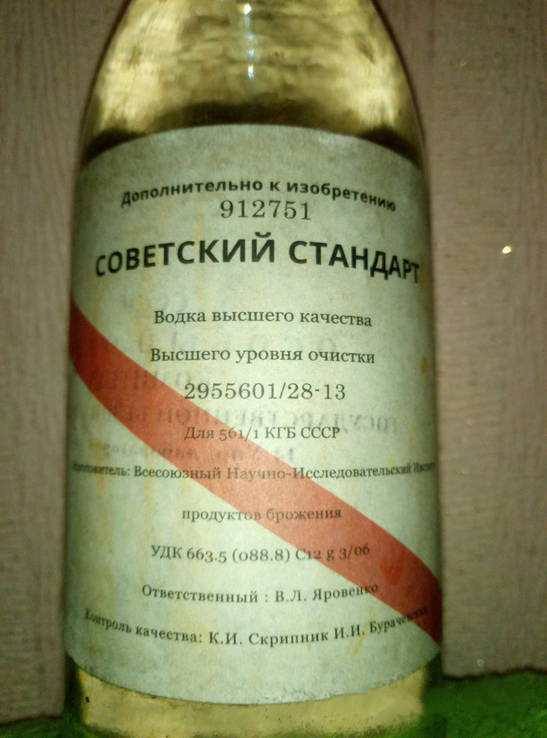 Дополнительно к изобретению
912751
СОВЕТСКИЙ СТАНДАРТ
Водка высшего качества
Высшего уровня очистки
2955601/28-13
Для 561/1 КГБ СССР
Всесоюзный Научно-Исследовательский
продуктов брожения
УДК 663.5 (088.8) C12 g 3/06
Ответственный : В.Л. Яровенко
Контроль качества: К.И. Скрипник И.И.